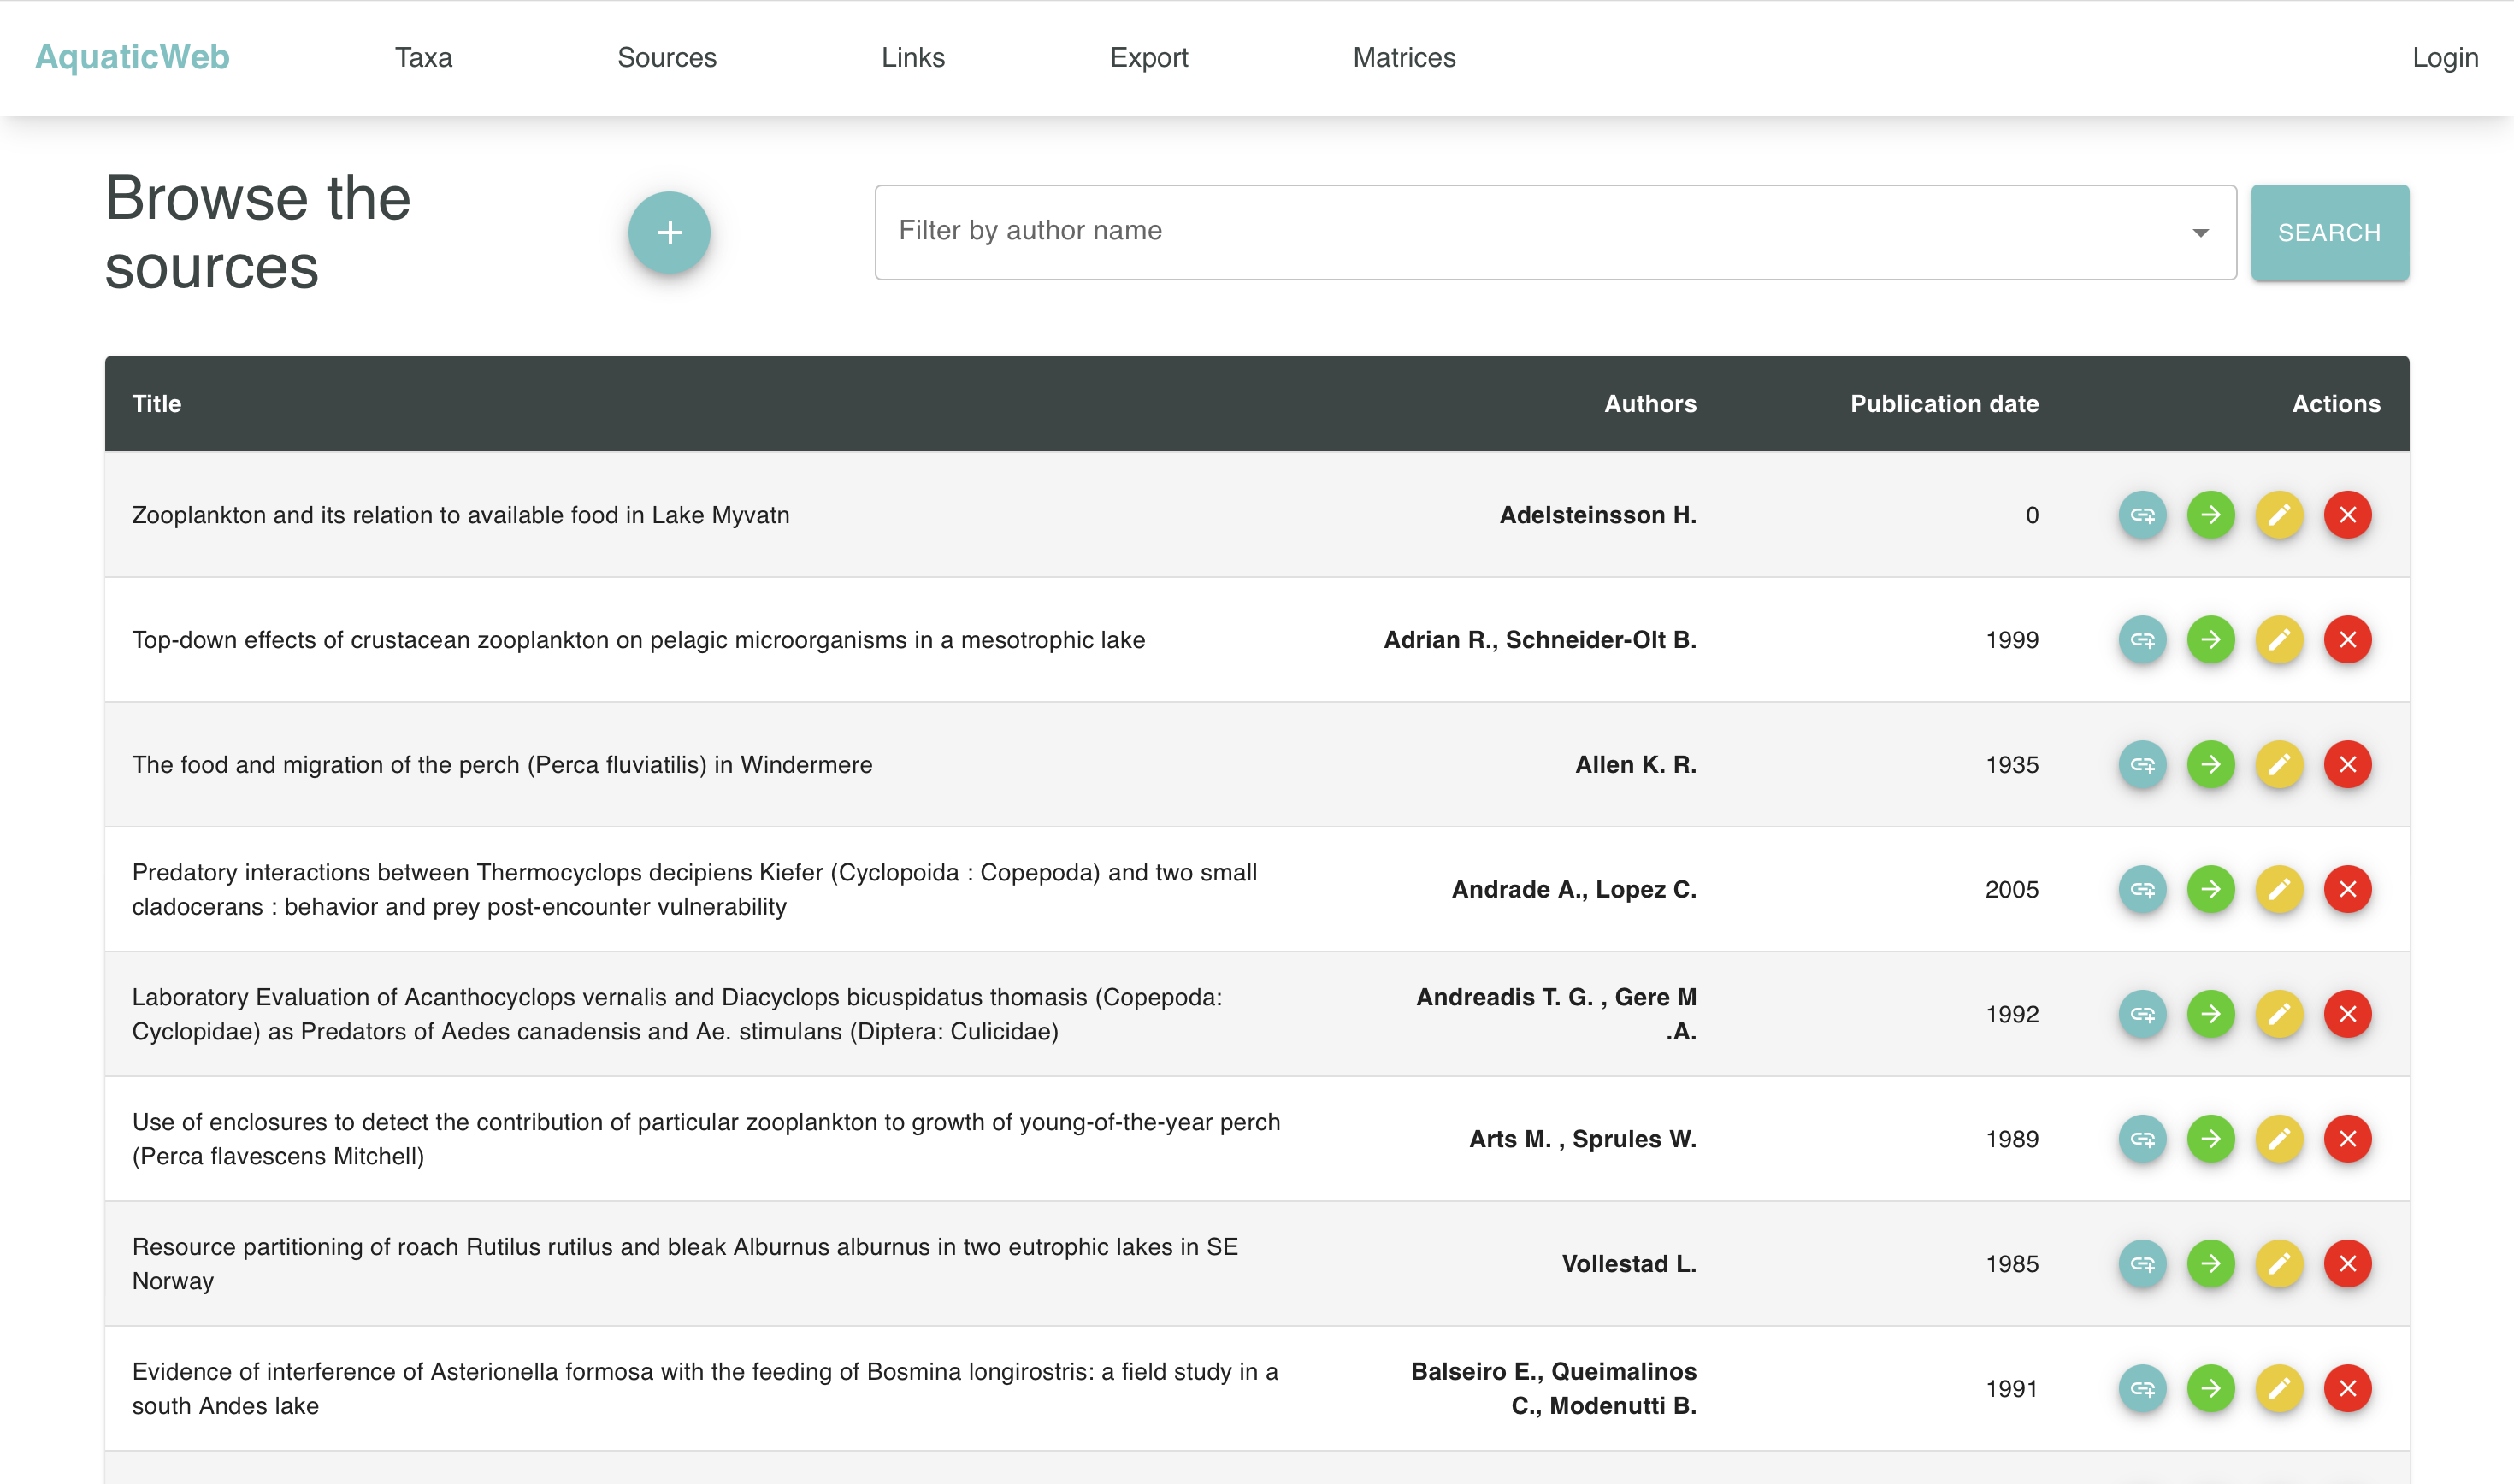 AquaticWeb Taxa Sources Links Export Matrices Login
Browse the
sources
Filter by author name
SEARCH
Title Authors Publication date Actions
Zooplankton and its relation to available food in Lake Myvatn Adelsteinsson H. 0
Top-down effects of crustacean zooplankton on pelagic microorganisms in a mesotrophic lake Adrian R., Schneider-Olt B. 1999
The food and migration of the perch (Perca fluviatilis) in Windermere Allen K. R. 1935
Predatory interactions between Thermocyclops decipiens Kiefer (Cyclopoida : Copepoda) and two small
cladocerans : behavior and prey post-encounter vulnerability
Andrade A., Lopez C. 2005
Laboratory Evaluation of Acanthocyclops vernalis and Diacyclops bicuspidatus thomasis (Copepoda:
Cyclopidae) as Predators of Aedes canadensis and Ae. stimulans (Diptera: Culicidae)
Andreadis T. G. , Gere M
.A.
1992
Use of enclosures to detect the contribution of particular zooplankton to growth of young-of-the-year perch
(Perca flavescens Mitchell)
Arts M. , Sprules W. 1989
Resource partitioning of roach Rutilus rutilus and bleak Alburnus alburnus in two eutrophic lakes in SE
Norway
Vollestad L. 1985
Evidence of interference of Asterionella formosa with the feeding of Bosmina longirostris: a field study in a
south Andes lake
Balseiro E., Queimalinos
C., Modenutti B.
1991